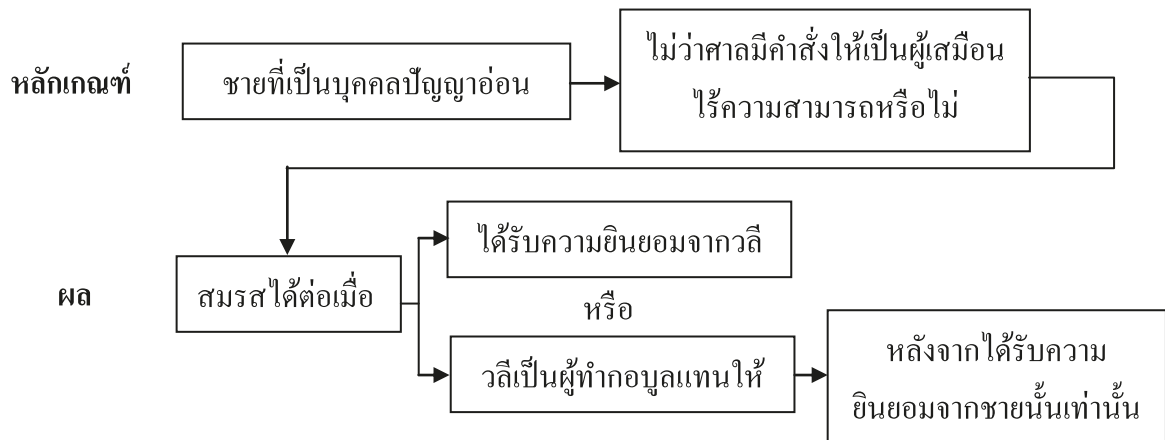 หลักเกณฑ์
ชายที่เป็นบุคคลปัญญาอ่อน
ไม่ว่าศาลมีคำสั่งให้เป็นผู้เสมือน
ไร้ความสามารถหรือไม่
ผล
สมรสได้ต่อเมื่อ
ได้รับความยินยอมจากวลี
หรือ
วลีเป็นผู้ทำกอบูลแทนให้
หลังจากได้รับความ
ยินยอมจากชายนั้นเท่านั้น